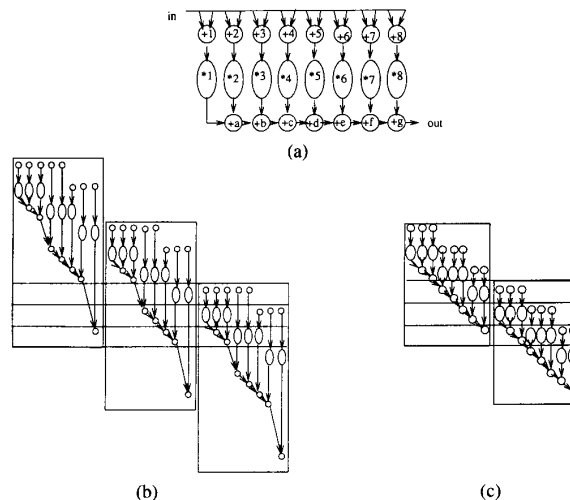 in
+1 +2 +3 +4 +5 +6 +7 +8
*1 *2 *3 *4 *5 *6 *7 *8
+a +b +c +d +e +f +g out
(a)
(b) (c)